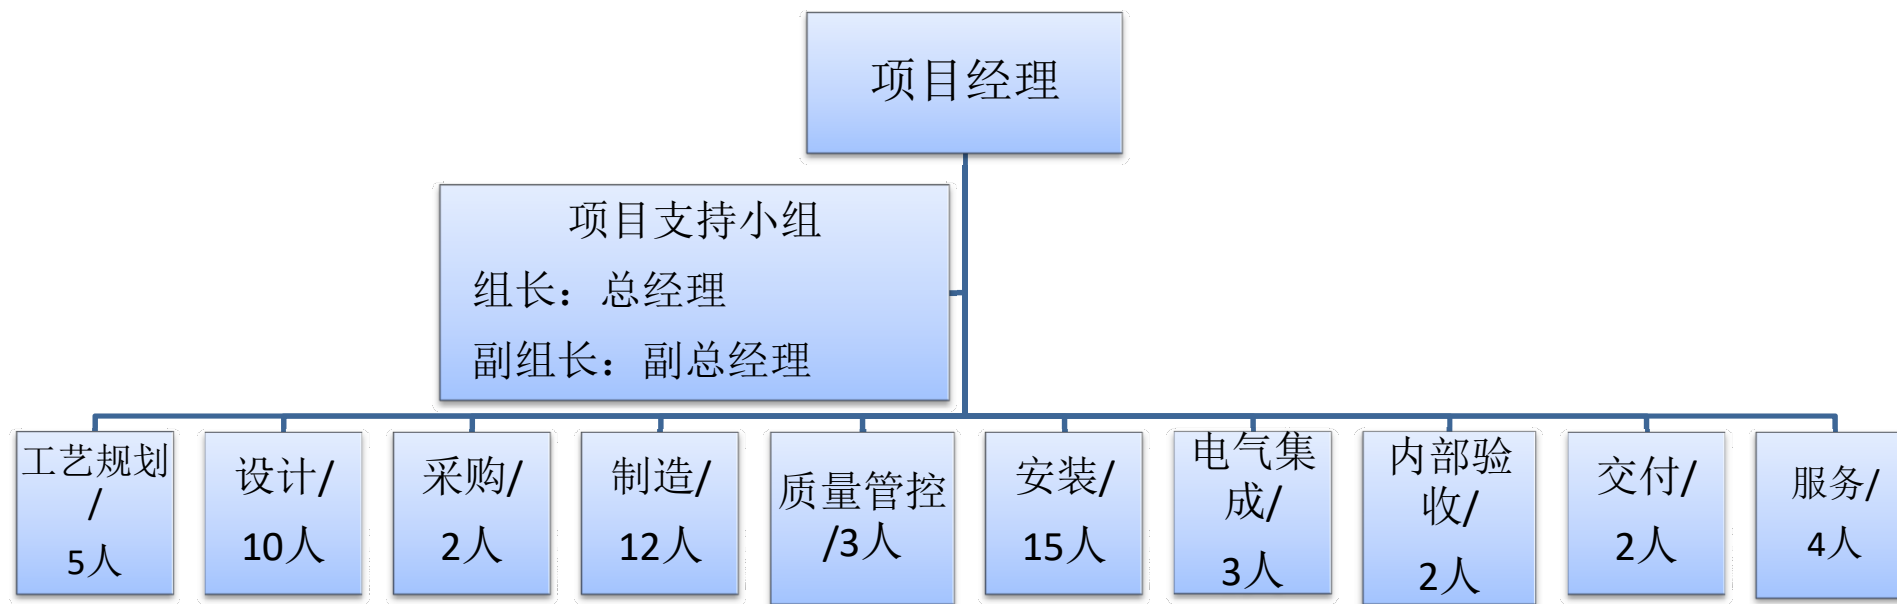 项目经理
项目支持小组
组长：总经理
副组长：副总经理
工艺规划
/
5人
设计/
10人
采购/
2人
制造/
12人
质量管控
/3人
安装/
15人
电气集
成/
3人
内部验
收/
2人
交付/
2人
服务/
4人